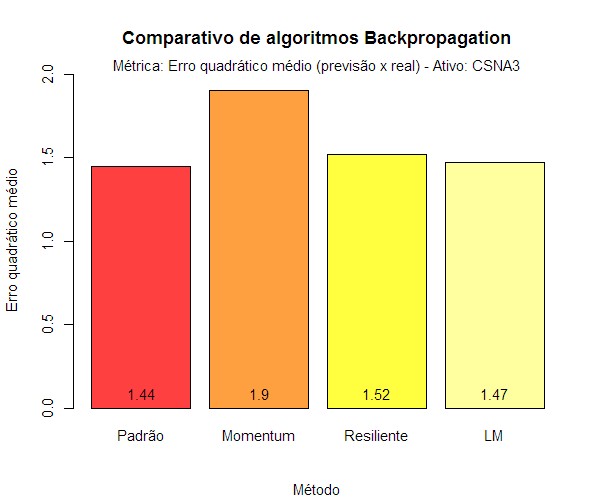 Comparativo de algoritmos Backpropagation
Métrica: Erro quadrático médio (previsão x real) - Ativo: CSNA3
Erro quadrático médio
2.0
1.5
1.0
0.5
0.0
1.44
1.9
1.52
1.47
Padrão
Momentum
Resiliente
LM
Método